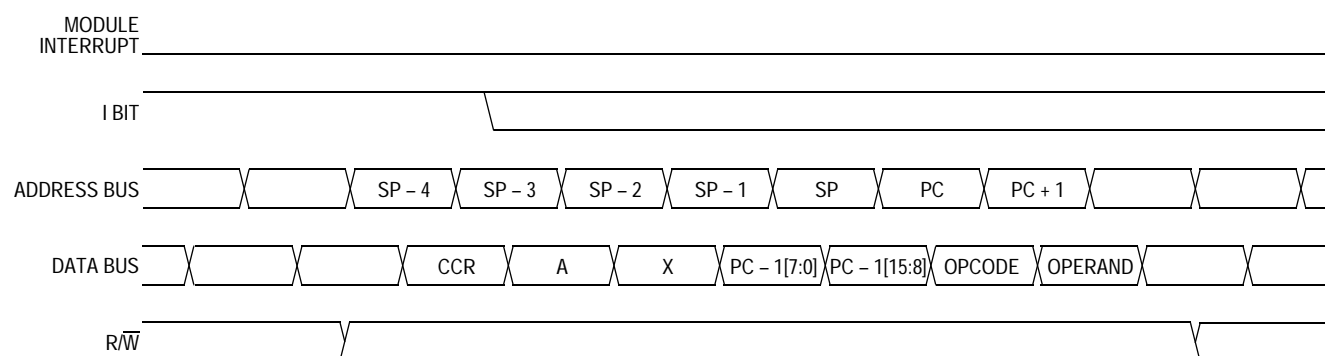 MODULE
INTERRUPT
I BIT
ADDRESS BUS SP – 4 SP – 3 SP – 2 SP – 1 SP PC PC + 1
DATA BUS CCR A X PC – 1[7:0] PC – 1[15:8] OPCODE OPERAND
R/W̅